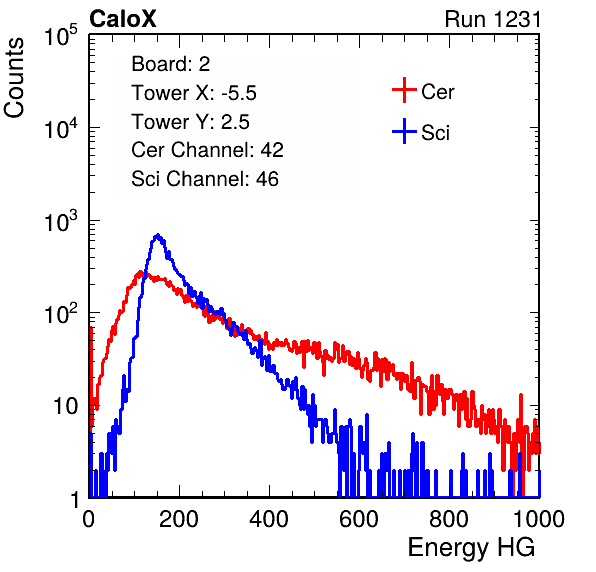 CaloX Run 1231
Counts
10^5
10^4
10^3
10^2
10
1
Board: 2
Tower X: -5.5
Tower Y: 2.5
Cer Channel: 42
Sci Channel: 46
Cer
Sci
0 200 400 600 800 1000
Energy HG